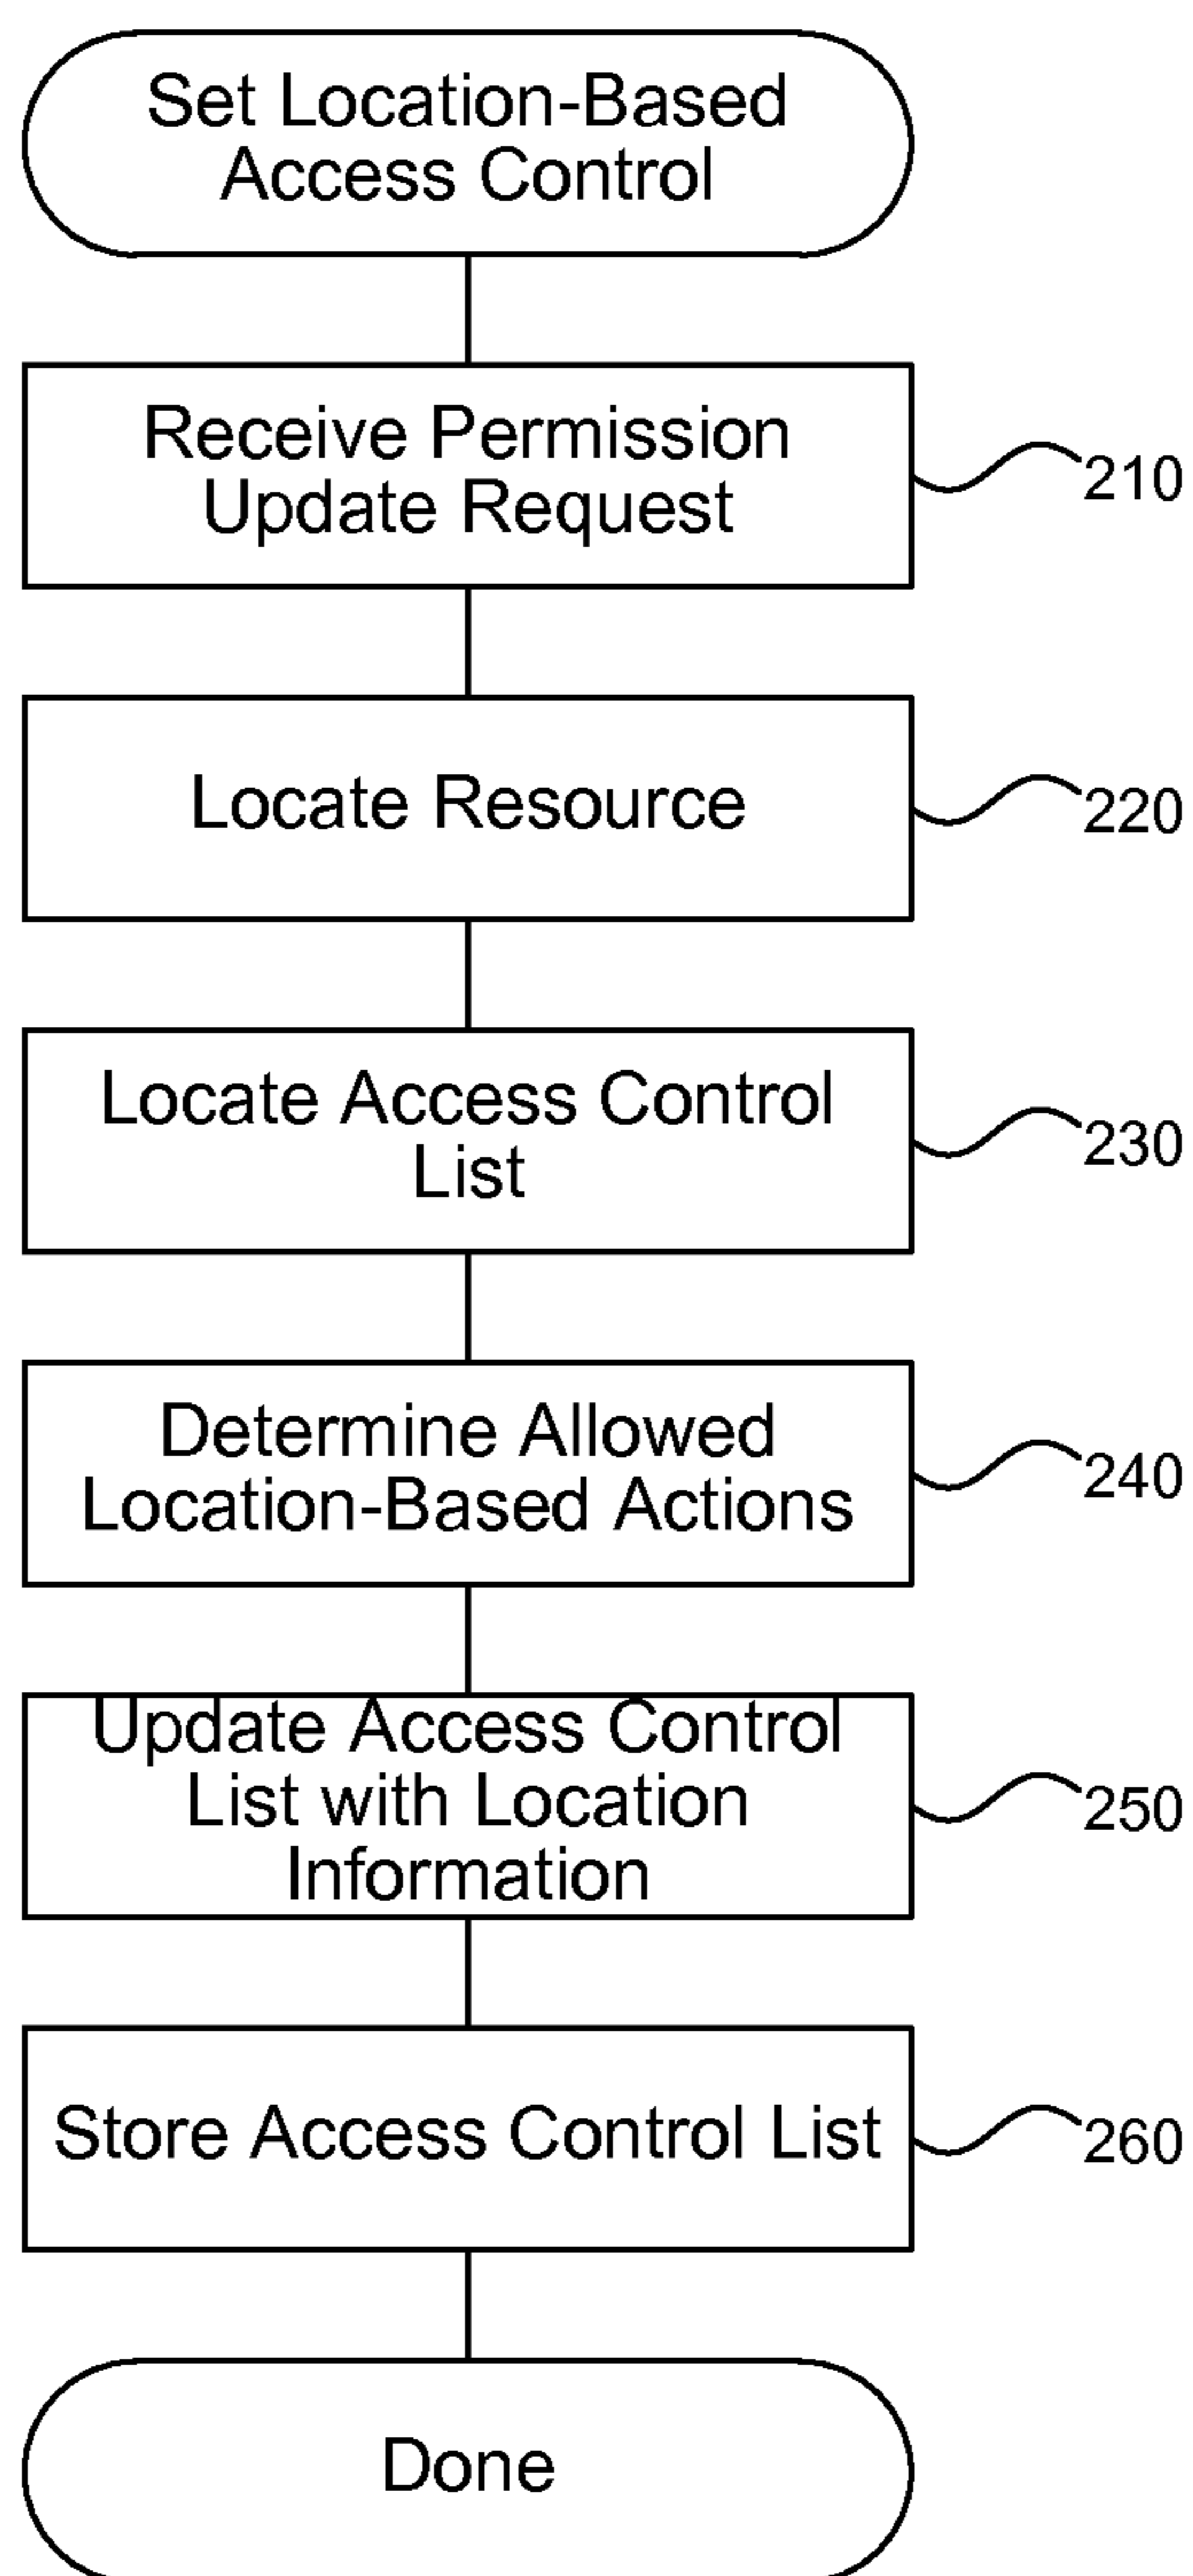 Set Location-Based
Access Control
Receive Permission
Update Request
210
Locate Resource
220
Locate Access Control
List
230
Determine Allowed
Location-Based Actions
240
Update Access Control
List with Location
Information
250
Store Access Control List
260
Done